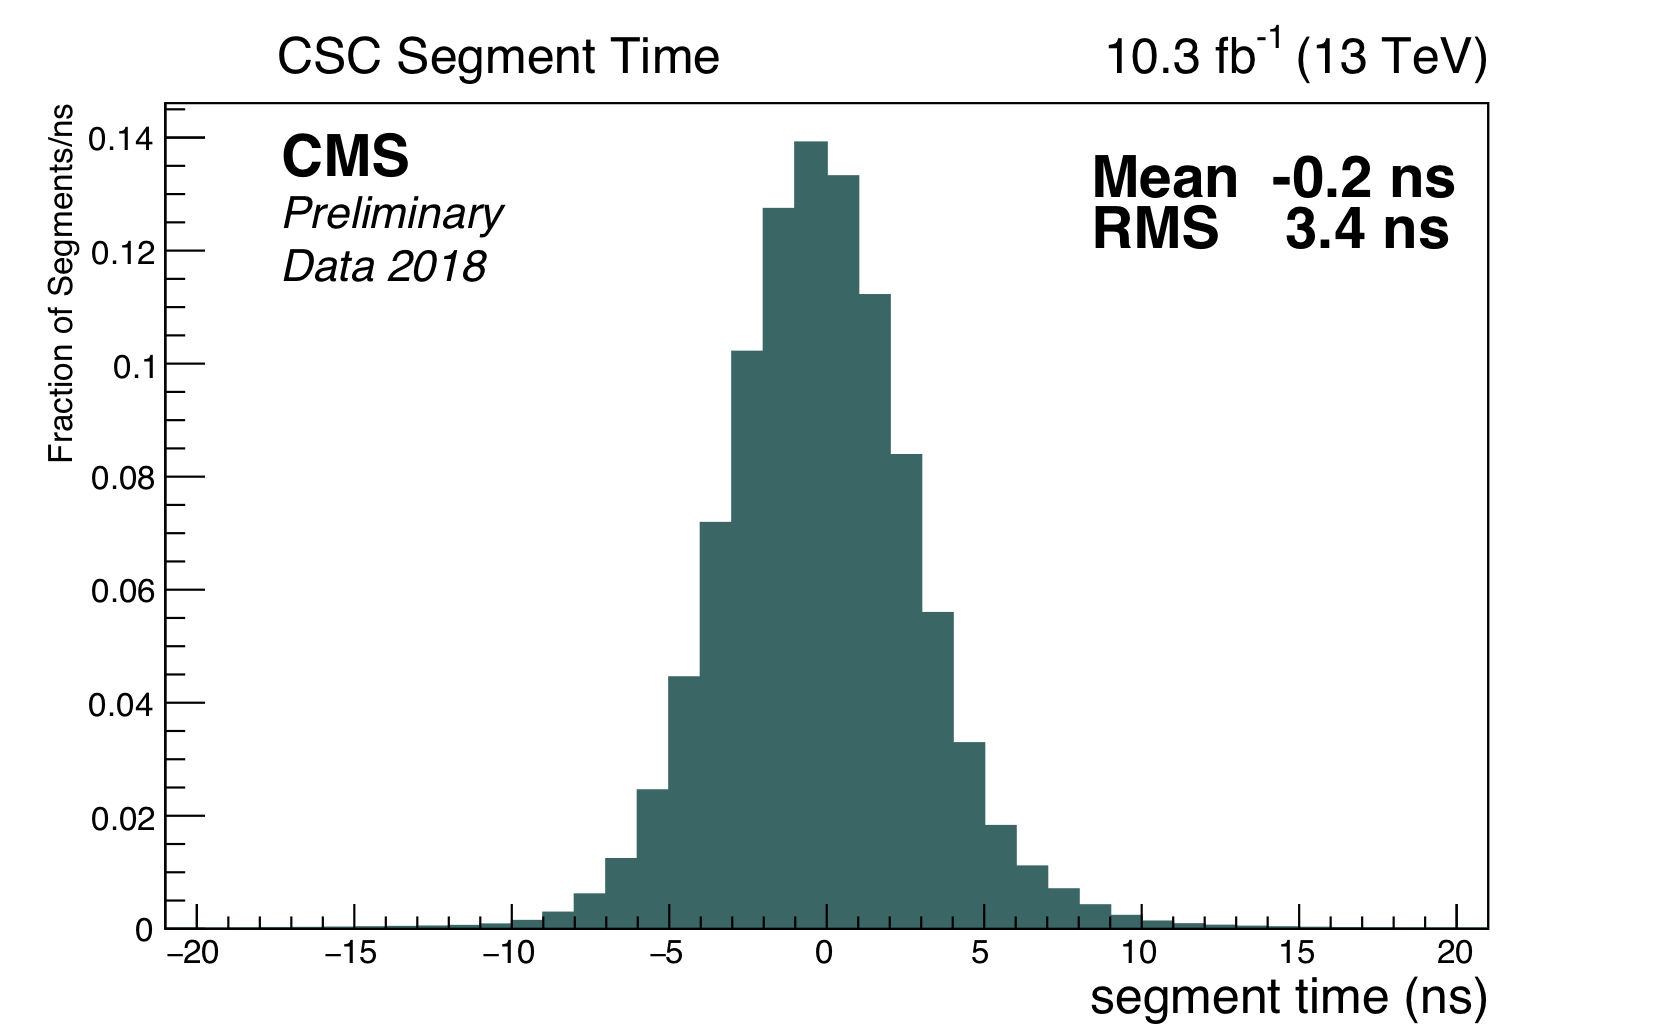 CSC Segment Time
10.3 fb-1 (13 TeV)
Fraction of Segments/ns
0.14
0.12
0.1
0.08
0.06
0.04
0.02
0
CMS
Preliminary
Data 2018
Mean -0.2 ns
RMS 3.4 ns
−20 −15 −10 −5 0 5 10 15 20
segment time (ns)